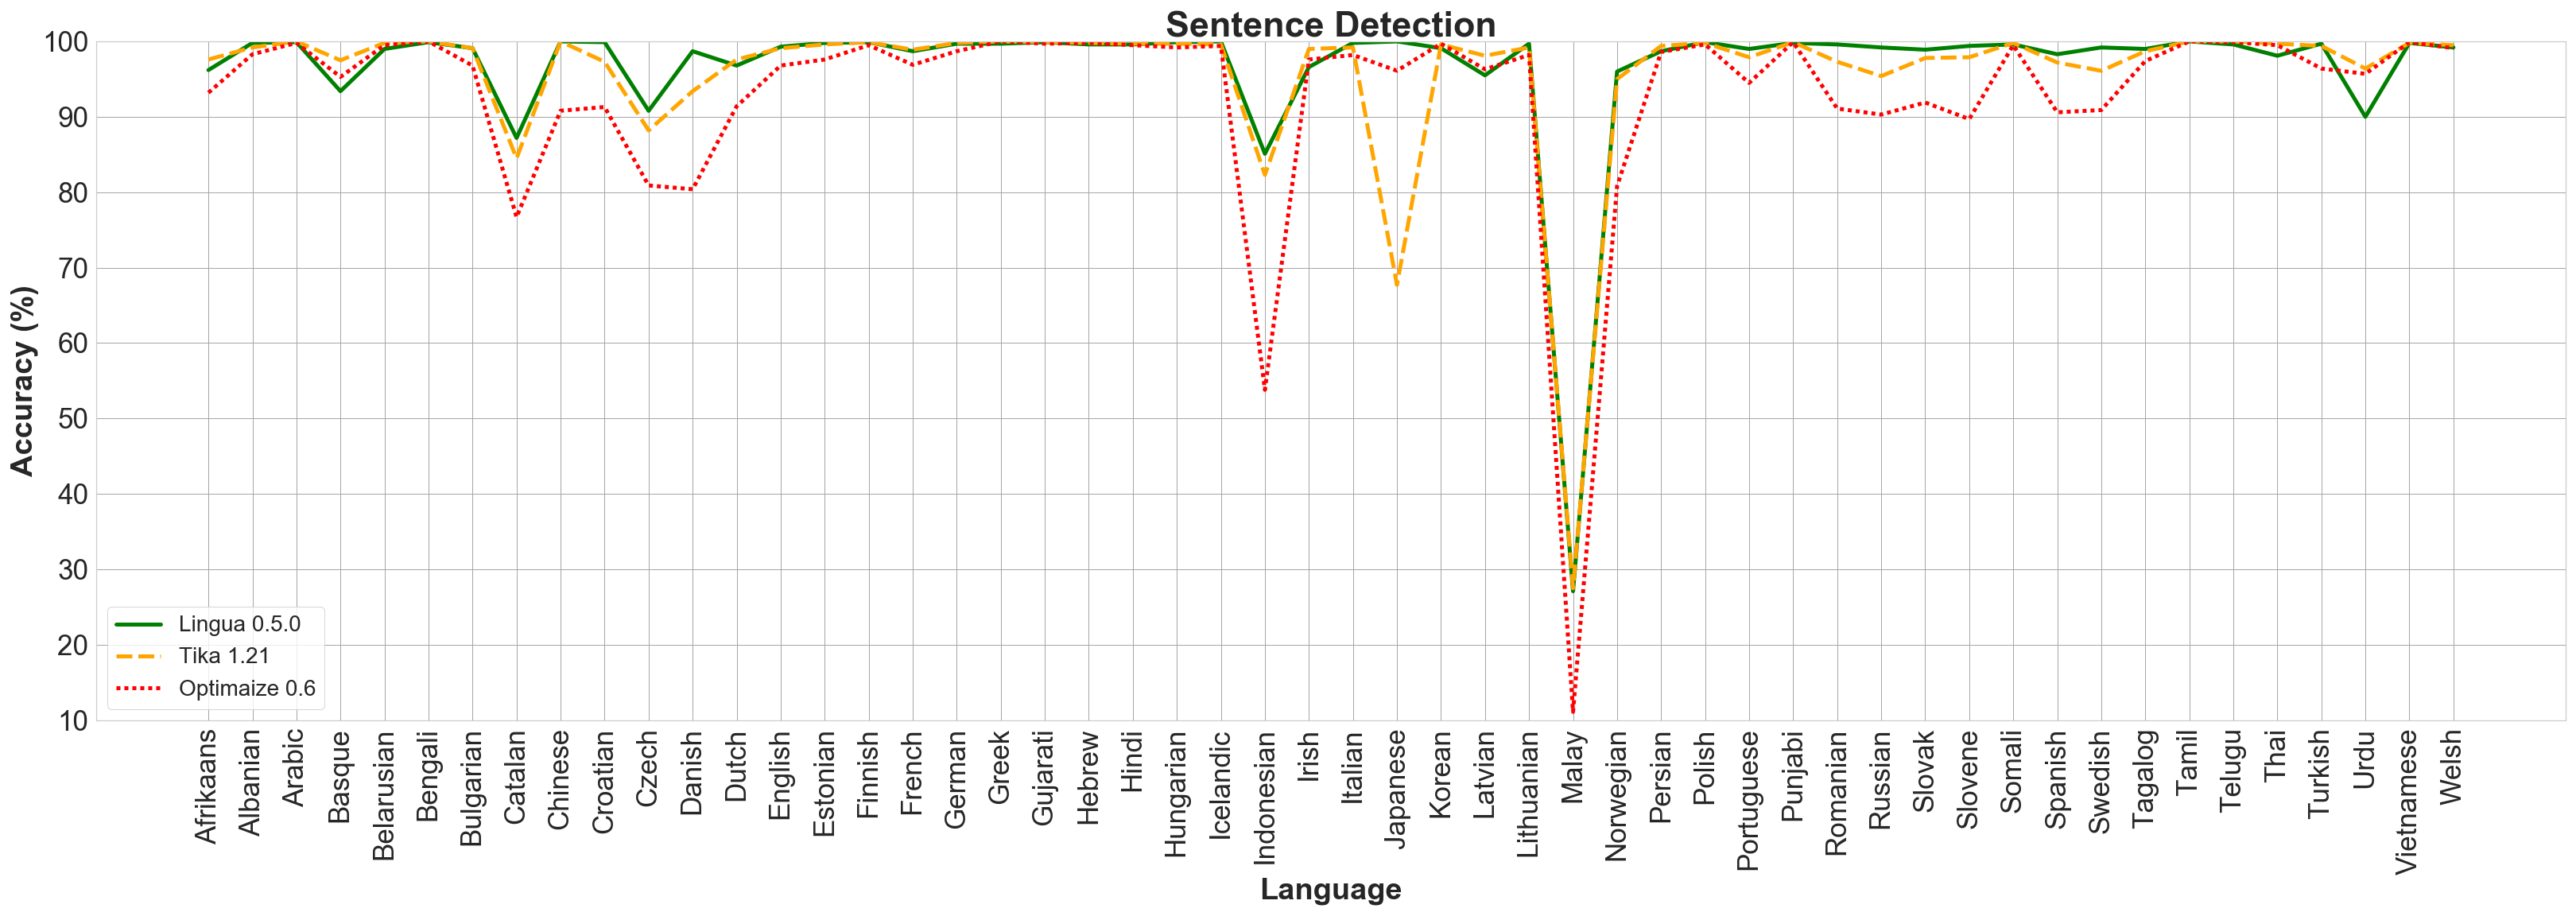 Sentence Detection
Accuracy (%)
100
90
80
70
60
50
40
30
20
10
Lingua 0.5.0
Tika 1.21
Optimaize 0.6
Afrikaans
Albanian
Arabic
Basque
Belarusian
Bengali
Bulgarian
Catalan
Chinese
Croatian
Czech
Danish
Dutch
English
Estonian
Finnish
French
German
Greek
Gujarati
Hebrew
Hindi
Hungarian
Icelandic
Indonesian
Irish
Italian
Japanese
Korean
Latvian
Lithuanian
Malay
Norwegian
Persian
Polish
Portuguese
Punjabi
Romanian
Russian
Slovak
Slovene
Somali
Spanish
Swedish
Tagalog
Tamil
Telugu
Thai
Turkish
Urdu
Vietnamese
Welsh
Language